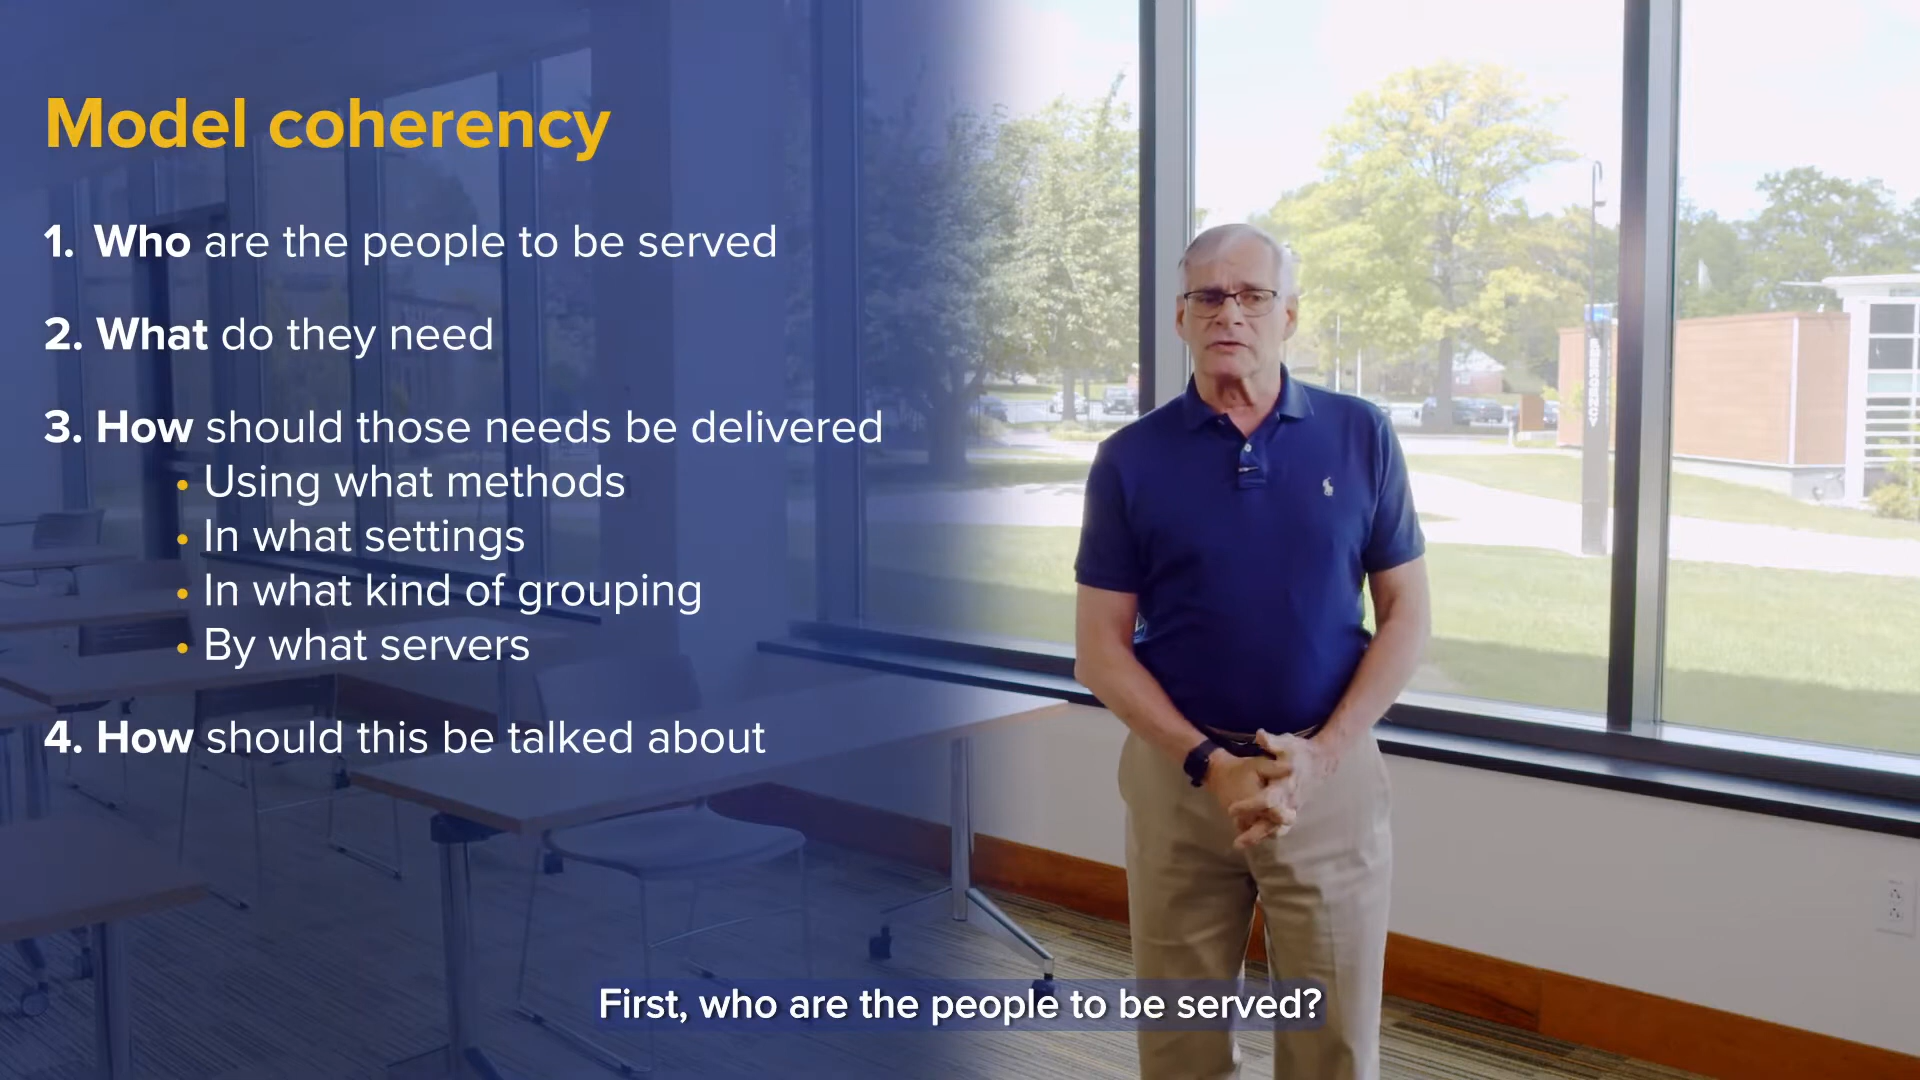 Model coherency
1. Who are the people to be served
2. What do they need
3. How should those needs be delivered
• Using what methods
• In what settings
• In what kind of grouping
• By what servers
4. How should this be talked about
EMERGENCY
First, who are the people to be served?